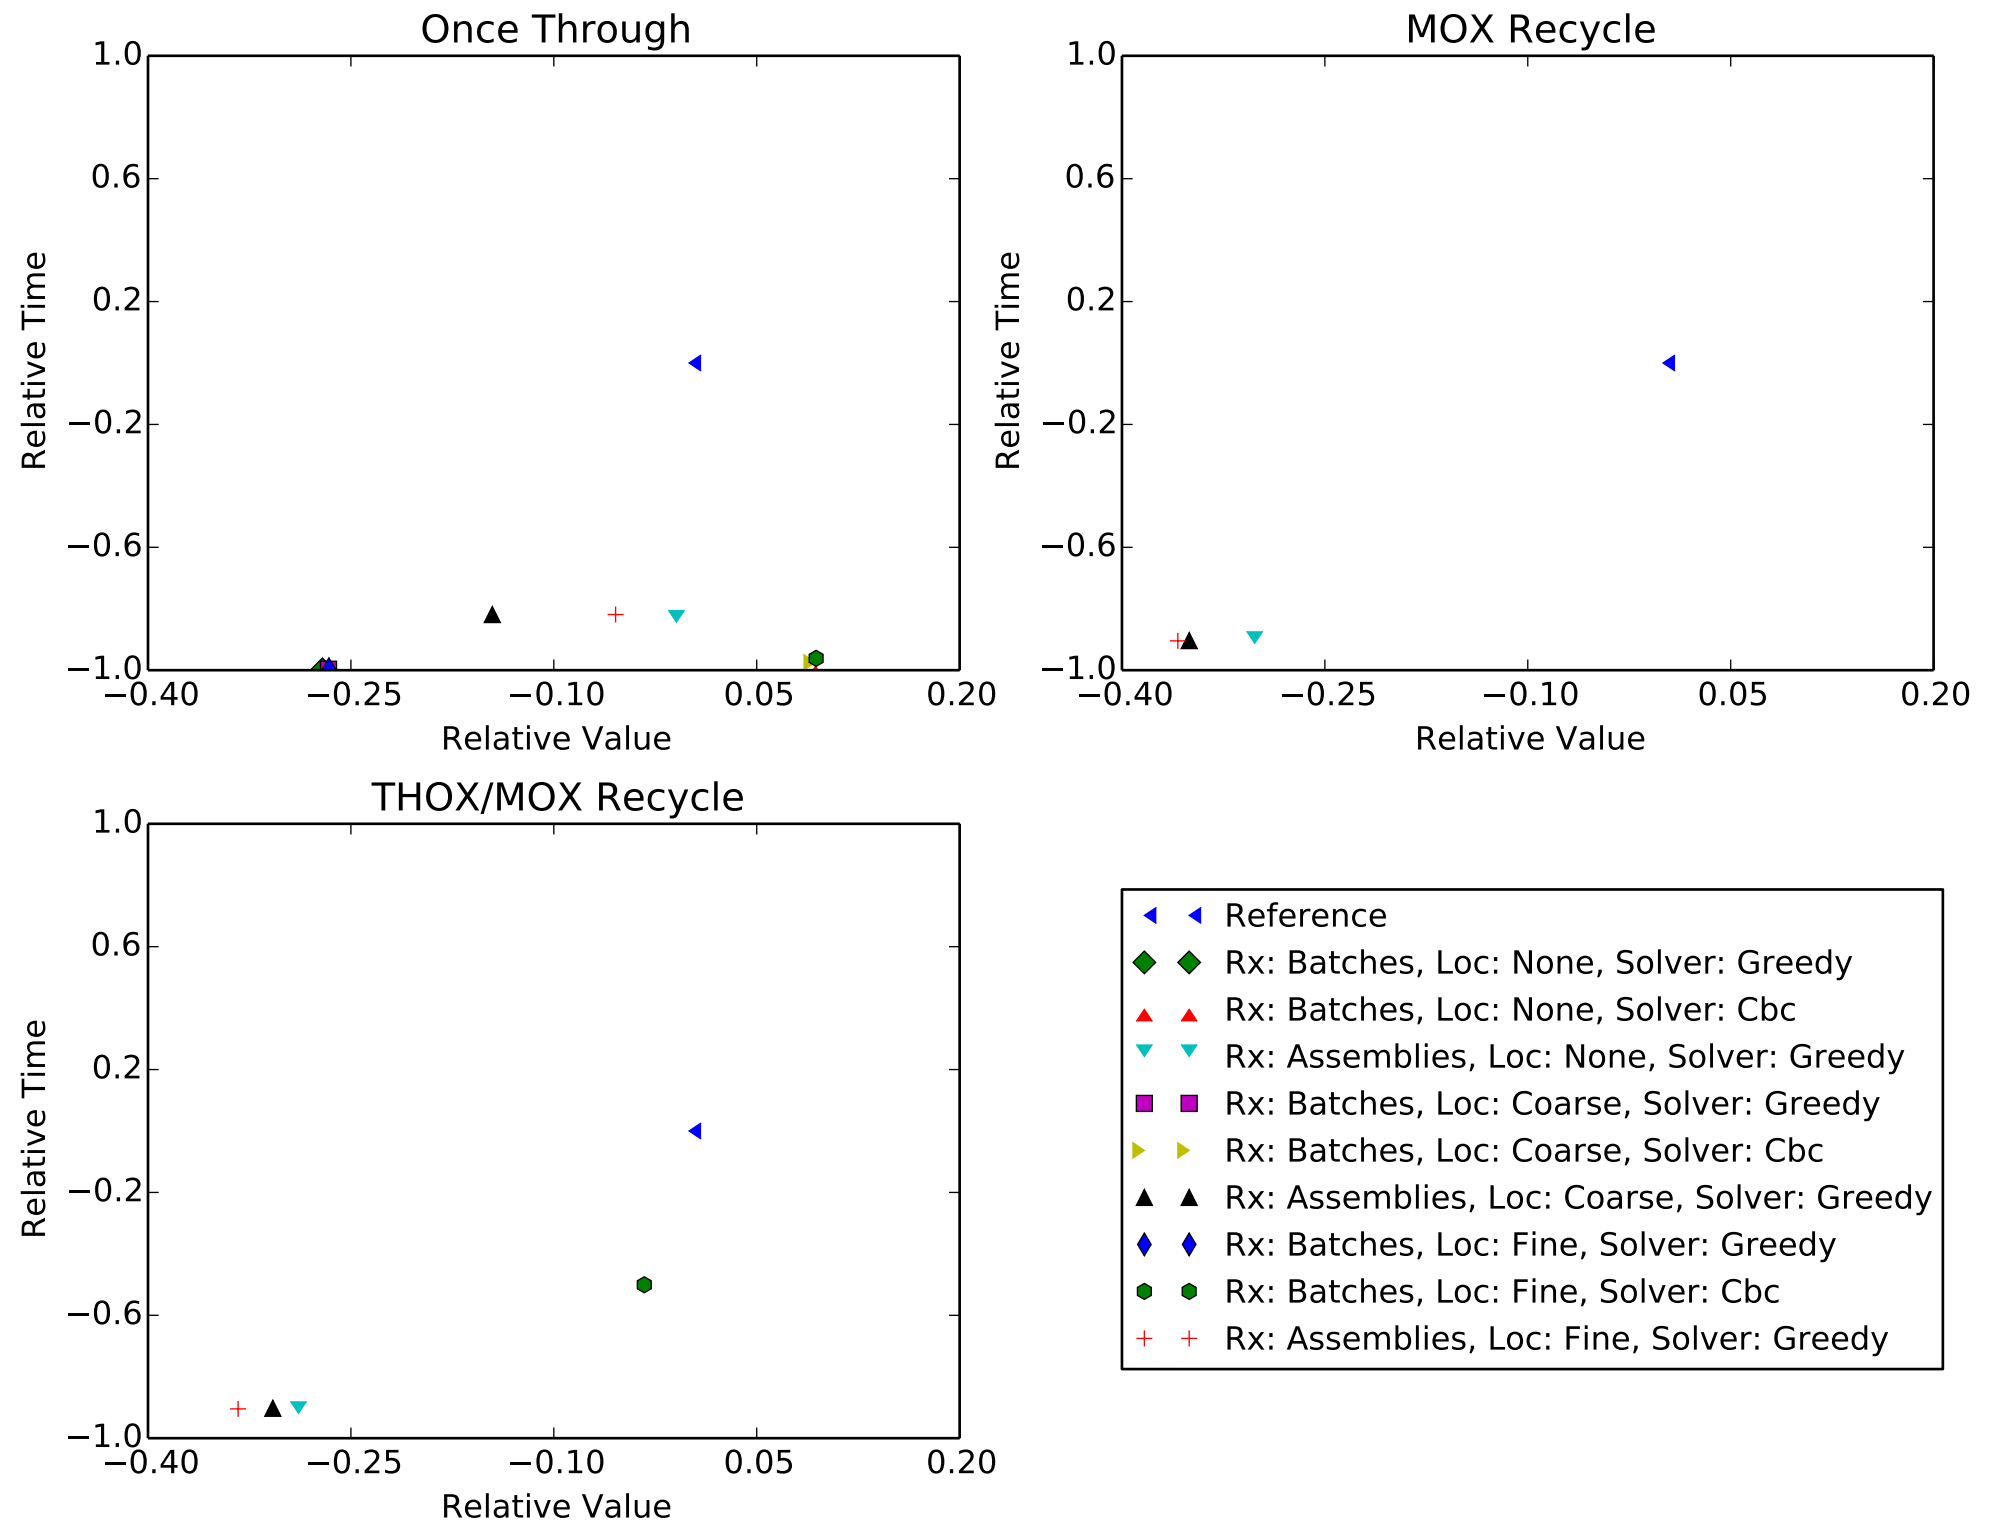 Once Through
1.0
0.6
0.2
−0.2
−0.6
−1.0
−0.40 −0.25 −0.10 0.05 0.20
Relative Time
Relative Value
MOX Recycle
1.0
0.6
0.2
−0.2
−0.6
−1.0
−0.40 −0.25 −0.10 0.05 0.20
Relative Time
Relative Value
THOX/MOX Recycle
1.0
0.6
0.2
−0.2
−0.6
−1.0
−0.40 −0.25 −0.10 0.05 0.20
Relative Time
Relative Value
Reference
Rx: Batches, Loc: None, Solver: Greedy
Rx: Batches, Loc: None, Solver: Cbc
Rx: Assemblies, Loc: None, Solver: Greedy
Rx: Batches, Loc: Coarse, Solver: Greedy
Rx: Batches, Loc: Coarse, Solver: Cbc
Rx: Assemblies, Loc: Coarse, Solver: Greedy
Rx: Batches, Loc: Fine, Solver: Greedy
Rx: Batches, Loc: Fine, Solver: Cbc
Rx: Assemblies, Loc: Fine, Solver: Greedy